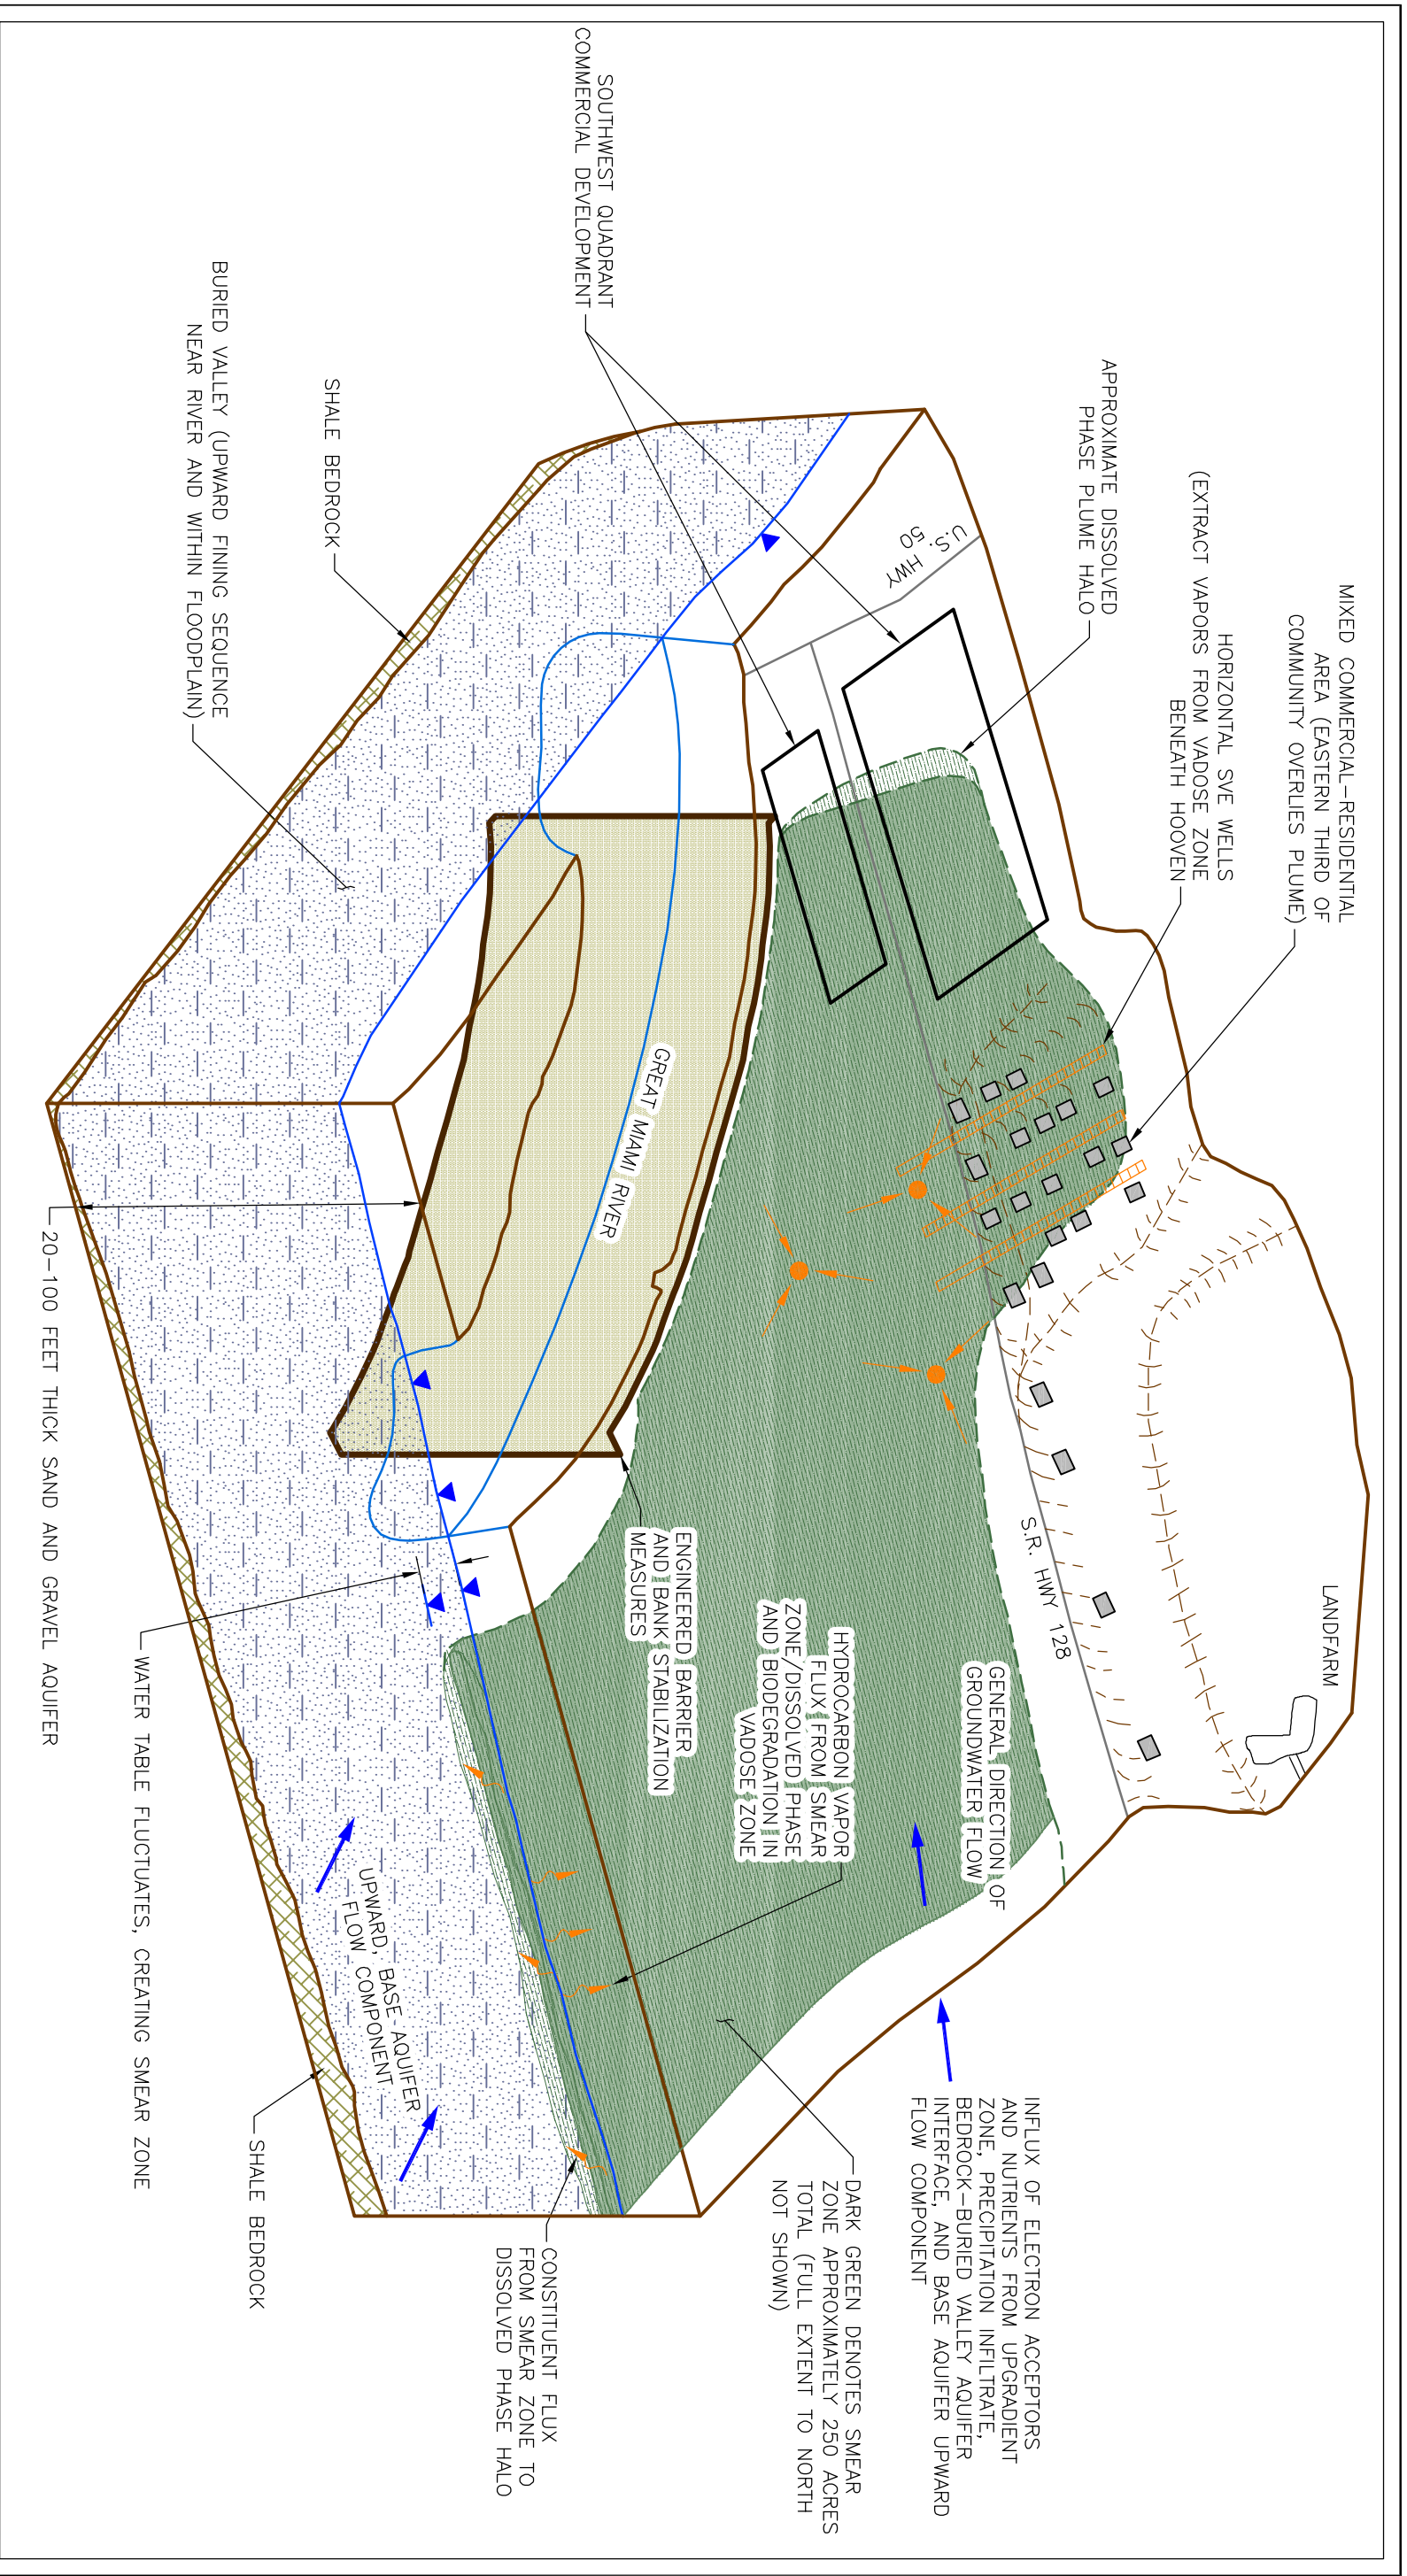 MIXED COMMERCIAL-RESIDENTIAL
AREA (EASTERN THIRD OF
COMMUNITY OVERLIES PLUME)
HORIZONTAL SVE WELLS
(EXTRACT VAPORS FROM VADOSE ZONE
BENEATH HOOVEN
APPROXIMATE DISSOLVED
PHASE PLUME HALO
SOUTHWEST QUADRANT
COMMERCIAL DEVELOPMENT
LANDFARM
U.S. HWY
50
S.R. HWY 128
GENERAL DIRECTION OF
GROUNDWATER FLOW
INFLUX OF ELECTRON ACCEPTORS
AND NUTRIENTS FROM UPGRADIENT
ZONE, PRECIPITATION INFILTRATE,
BEDROCK-BURIED VALLEY AQUIFER
INTERFACE, AND BASE AQUIFER UPWARD
FLOW COMPONENT
HYDROCARBON VAPOR
FLUX FROM SMEAR
ZONE/DISSOLVED PHASE
AND BIODEGRADATION IN
VADOSE ZONE
DARK GREEN DENOTES SMEAR
ZONE APPROXIMATELY 250 ACRES
TOTAL (FULL EXTENT TO NORTH
NOT SHOWN)
ENGINEERED BARRIER
AND BANK STABILIZATION
MEASURES
GREAT MIAMI RIVER
CONSTITUENT FLUX
FROM SMEAR ZONE TO
DISSOLVED PHASE HALO
UPWARD, BASE-AQUIFER
FLOW COMPONENT
SHALE BEDROCK
BURIED VALLEY (UPWARD FINING SEQUENCE
NEAR RIVER AND WITHIN FLOODPLAIN)
SHALE BEDROCK
WATER TABLE FLUCTUATES, CREATING SMEAR ZONE
20-100 FEET THICK SAND AND GRAVEL AQUIFER